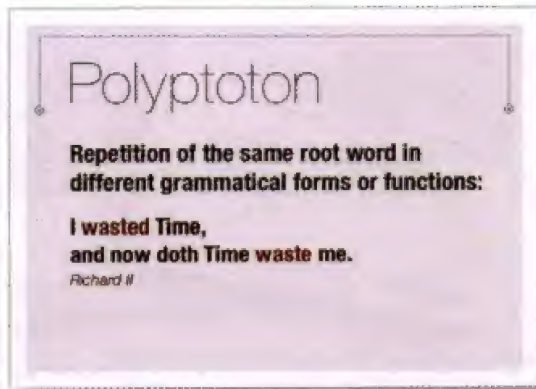 Polyptoton
Repetition of the same root word in
different grammatical forms or functions:
I wasted Time,
and now doth Time waste me.
Richard II